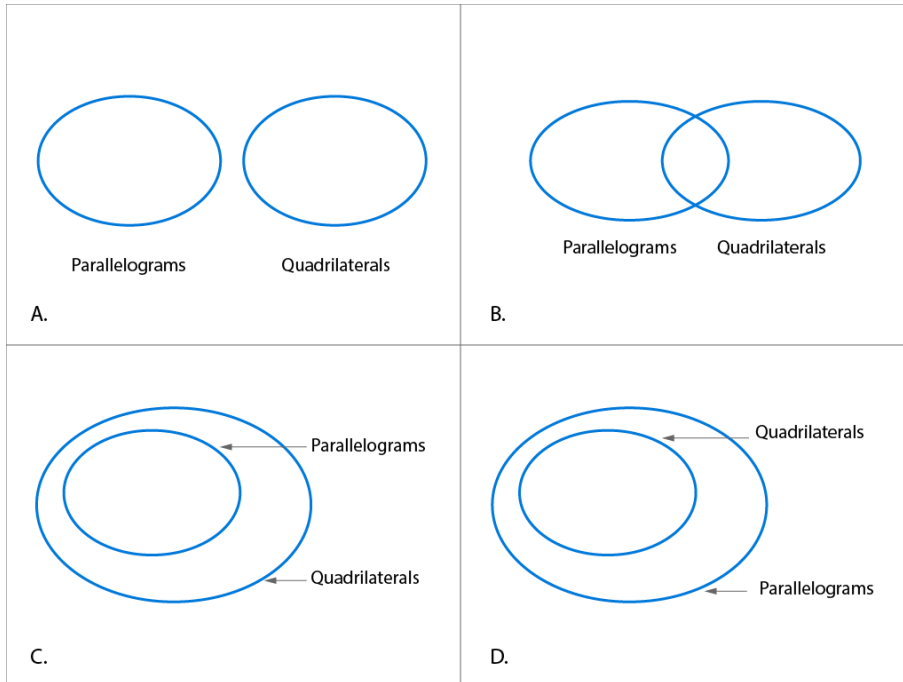 Parallelograms
Quadrilaterals
A.
Parallelograms
Quadrilaterals
B.
Parallelograms
Quadrilaterals
C.
Quadrilaterals
Parallelograms
D.